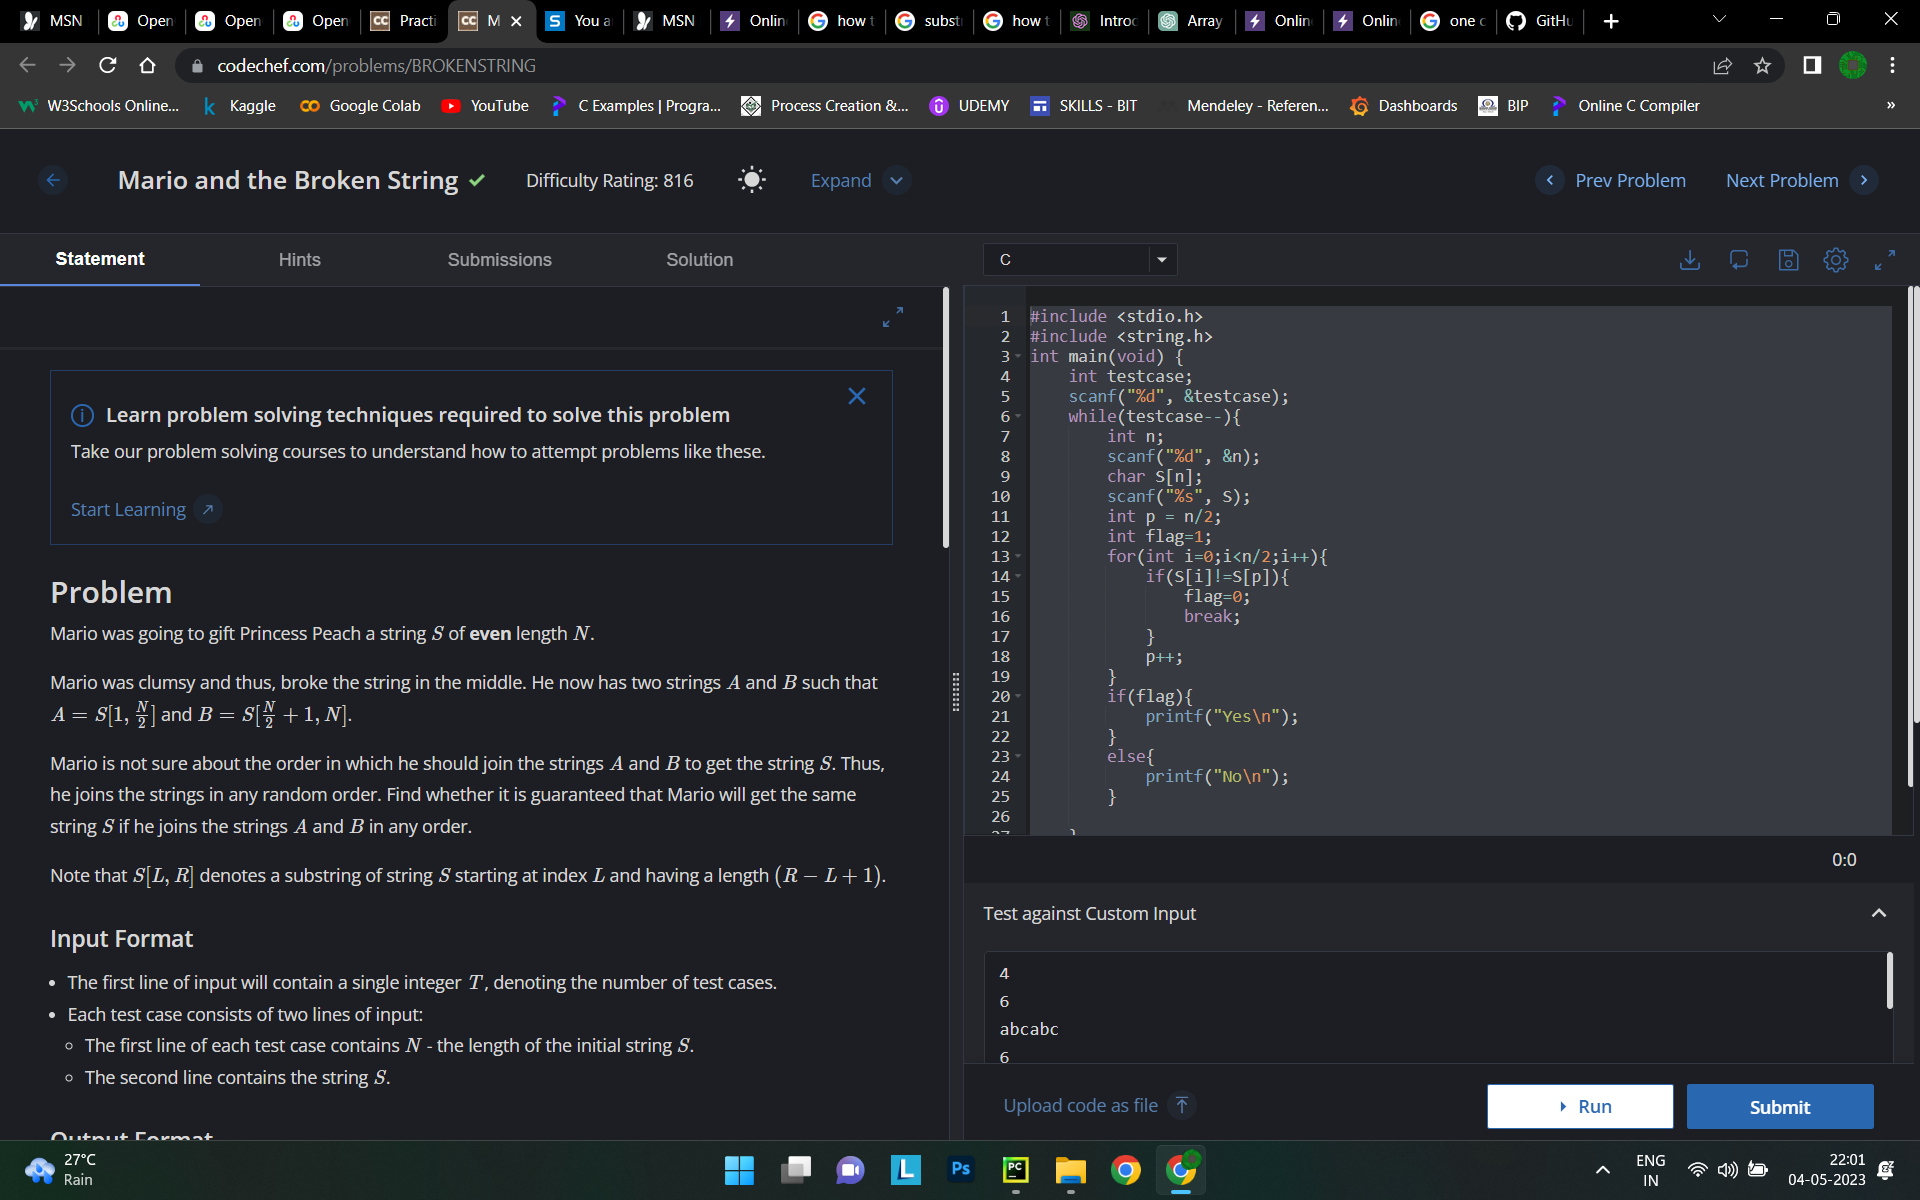 MSN
Open
Open
Open
CC Practi
CC M
S You a
MSN
Onlin
how t
subst
how t
Introd
Array
Onlin
Onlin
one c
GitHu
codechef.com/problems/BROKENSTRING
W3Schools Online...
Kaggle
Google Colab
YouTube
C Examples | Progra...
Process Creation &...
UDEMY
SKILLS - BIT
Mendeley - Referen...
Dashboards
BIP
Online C Compiler
»
Mario and the Broken String
Difficulty Rating: 816
Expand
Prev Problem
Next Problem
Statement
Hints
Submissions
Solution
C
Learn problem solving techniques required to solve this problem
Take our problem solving courses to understand how to attempt problems like these.
Start Learning
Problem
Mario was going to gift Princess Peach a string S of even length N.
Mario was clumsy and thus, broke the string in the middle. He now has two strings A and B such that
A = S[1, N/2] and B = S[N/2 + 1, N].
Mario is not sure about the order in which he should join the strings A and B to get the string S. Thus,
he joins the strings in any random order. Find whether it is guaranteed that Mario will get the same
string S if he joins the strings A and B in any order.
Note that S[L, R] denotes a substring of string S starting at index L and having a length (R − L + 1).
Input Format
• The first line of input will contain a single integer T, denoting the number of test cases.
• Each test case consists of two lines of input:
◦ The first line of each test case contains N - the length of the initial string S.
◦ The second line contains the string S.
Output Format
1 #include <stdio.h>
2 #include <string.h>
3 int main(void) {
4     int testcase;
5     scanf("%d", &testcase);
6     while(testcase--){
7         int n;
8         scanf("%d", &n);
9         char S[n];
10         scanf("%s", S);
11         int p = n/2;
12         int flag=1;
13         for(int i=0;i<n/2;i++){
14             if(S[i]!=S[p]){
15                 flag=0;
16                 break;
17             }
18             p++;
19         }
20         if(flag){
21             printf("Yes\n");
22         }
23         else{
24             printf("No\n");
25         }
26
27     }
0:0
Test against Custom Input
4
6
abcabc
6
Upload code as file
Run
Submit
27°C
Rain
L
Ps
PC
ENG
IN
22:01
04-05-2023